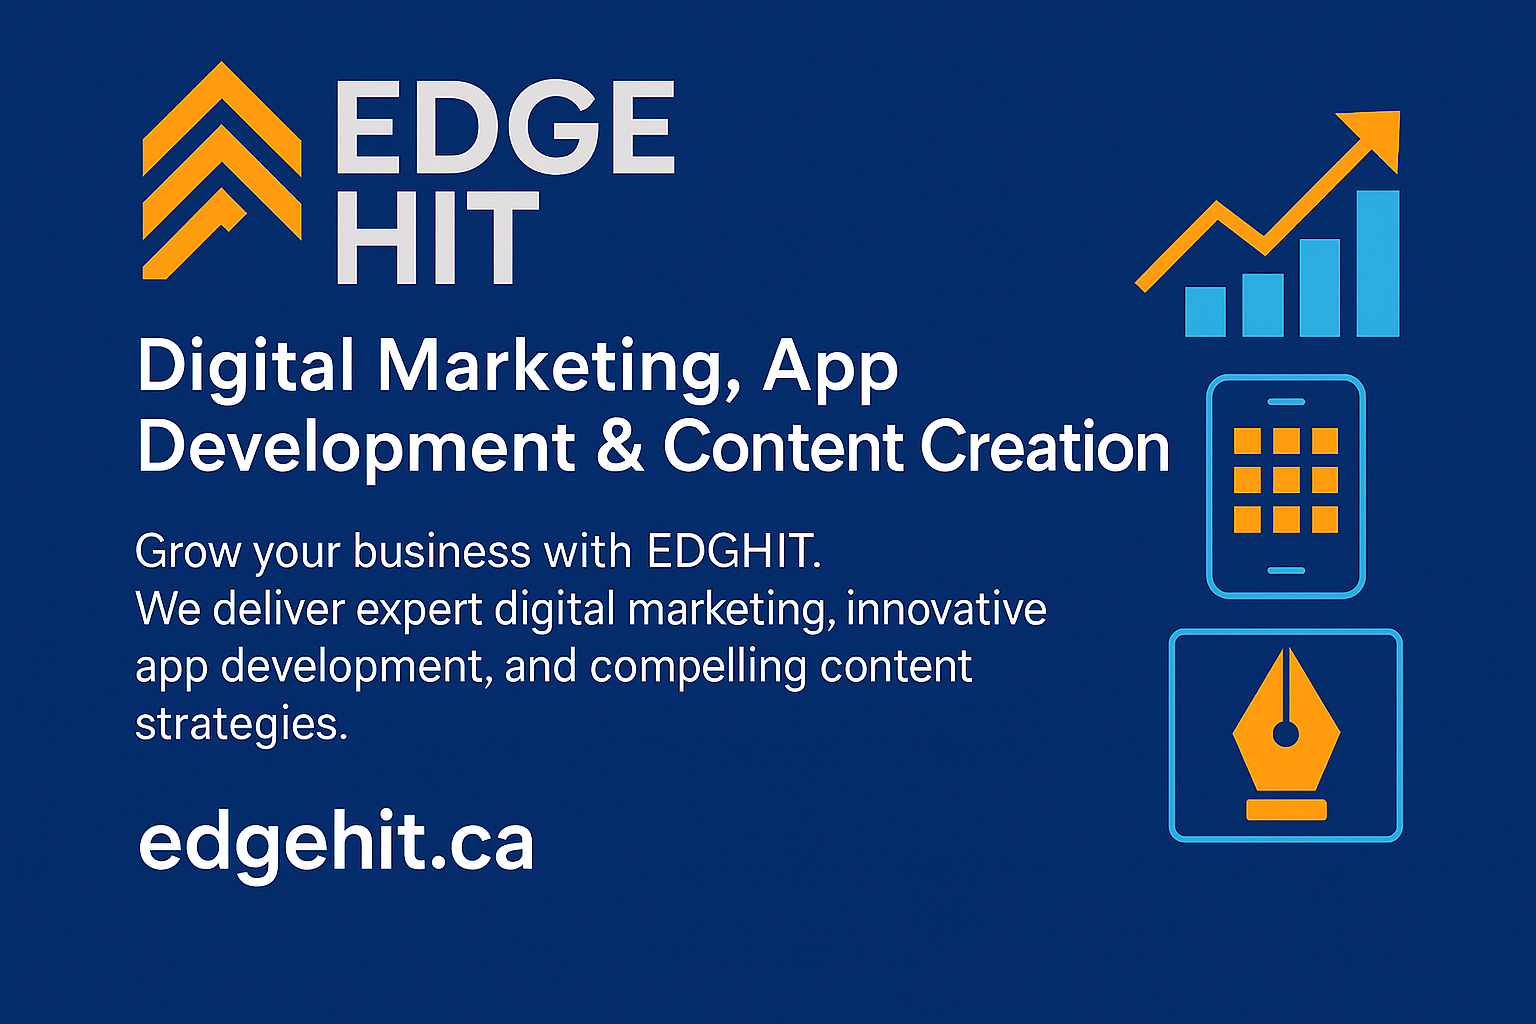 EDGE
HIT
Digital Marketing, App
Development & Content Creation
Grow your business with EDGHIT.
We deliver expert digital marketing, innovative
app development, and compelling content
strategies.
edgehit.ca